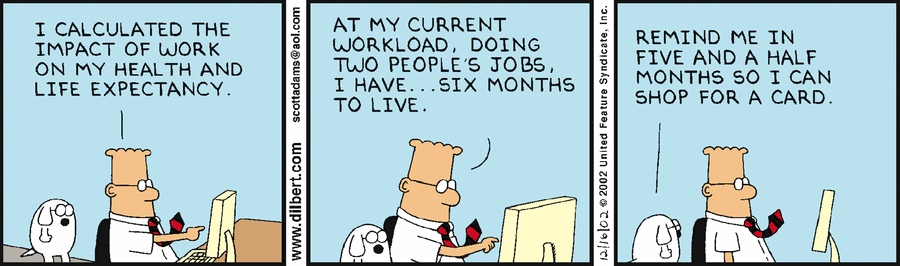 I CALCULATED THE
IMPACT OF WORK
ON MY HEALTH AND
LIFE EXPECTANCY.
www.dilbert.com
scottadams@aol.com
AT MY CURRENT
WORKLOAD, DOING
TWO PEOPLE'S JOBS,
I HAVE...SIX MONTHS
TO LIVE.
12/16/02 © 2002 United Feature Syndicate, Inc.
REMIND ME IN
FIVE AND A HALF
MONTHS SO I CAN
SHOP FOR A CARD.